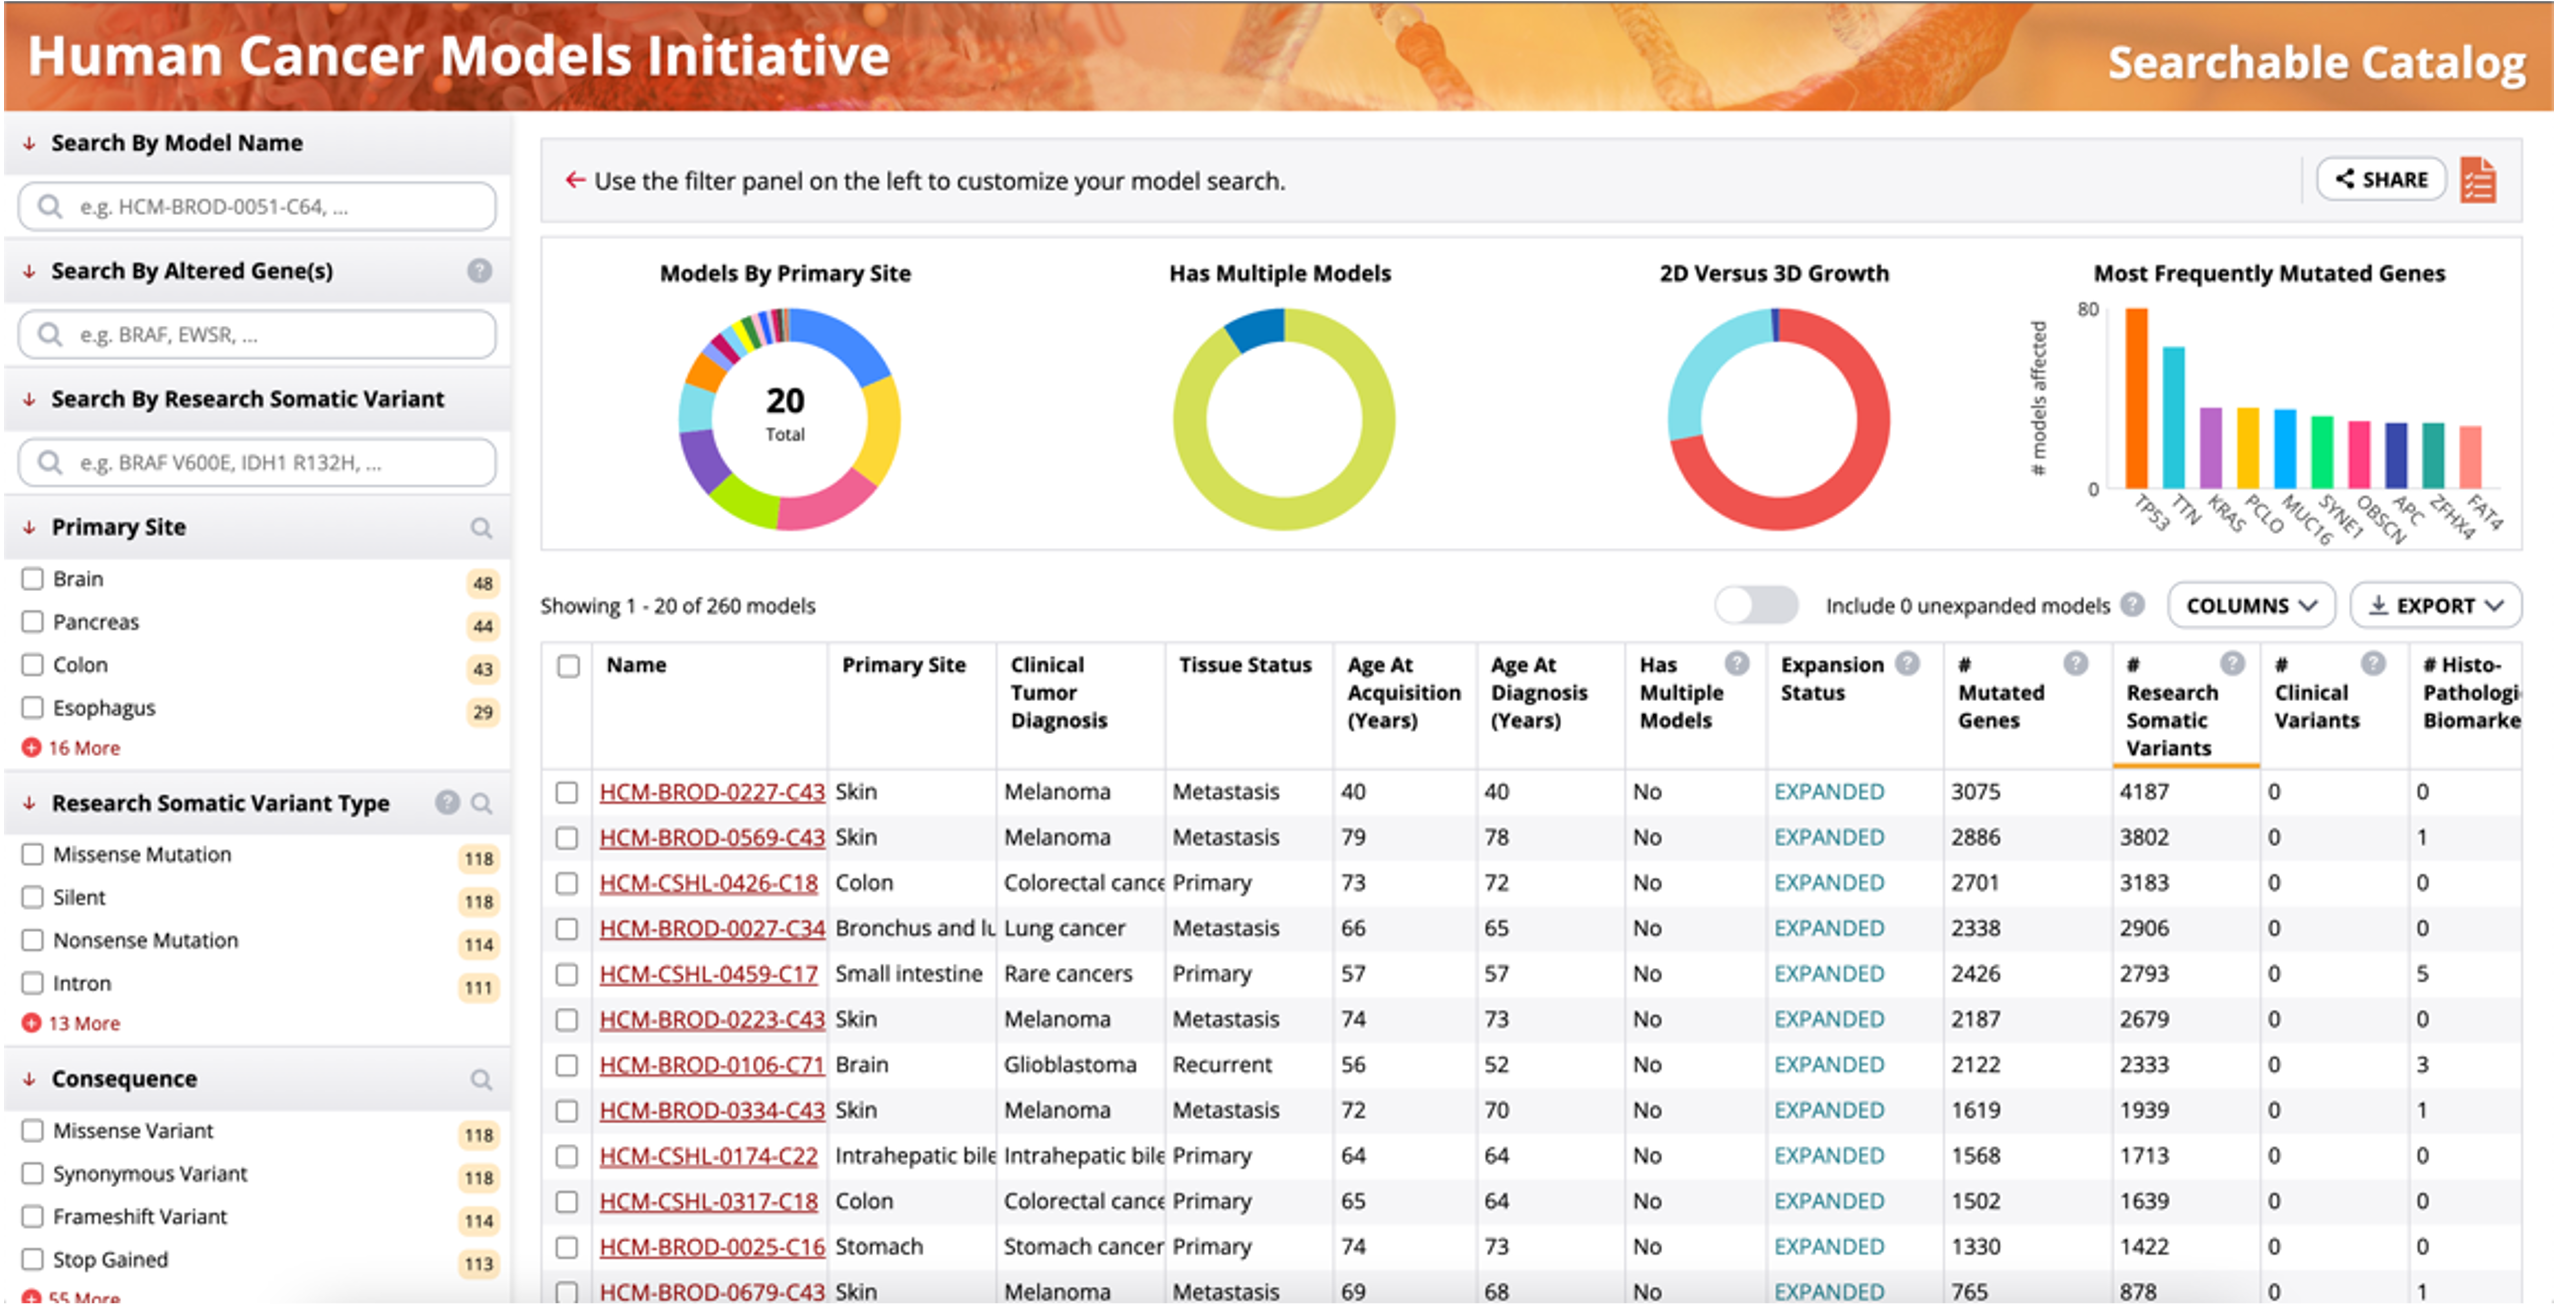 Human Cancer Models Initiative
Searchable Catalog
Search By Model Name
e.g. HCM-BROD-0051-C64, ...
Search By Altered Gene(s) ?
e.g. BRAF, EWSR, ...
Search By Research Somatic Variant
e.g. BRAF V600E, IDH1 R132H, ...
Primary Site
Brain 48
Pancreas 44
Colon 43
Esophagus 29
16 More
Research Somatic Variant Type ?
Missense Mutation 118
Silent 118
Nonsense Mutation 114
Intron 111
13 More
Consequence
Missense Variant 118
Synonymous Variant 118
Frameshift Variant 114
Stop Gained 113
55 More
Use the filter panel on the left to customize your model search.
SHARE
Models By Primary Site
20
Total
Has Multiple Models
2D Versus 3D Growth
Most Frequently Mutated Genes
# models affected
80
0
TP53 TTN KRAS PCLO MUC16 SYNE1 OBSCN APC ZFHX4 FAT4
Showing 1 - 20 of 260 models
Include 0 unexpanded models ?
COLUMNS
EXPORT
Name
Primary Site
Clinical
Tumor
Diagnosis
Tissue Status
Age At
Acquisition
(Years)
Age At
Diagnosis
(Years)
Has ?
Multiple
Models
Expansion ?
Status
# ?
Mutated
Genes
# ?
Research
Somatic
Variants
# ?
Clinical
Variants
# Histo-
Pathologi
Biomarke
HCM-BROD-0227-C43 Skin Melanoma Metastasis 40 40 No EXPANDED 3075 4187 0 0
HCM-BROD-0569-C43 Skin Melanoma Metastasis 79 78 No EXPANDED 2886 3802 0 1
HCM-CSHL-0426-C18 Colon Colorectal cance Primary 73 72 No EXPANDED 2701 3183 0 0
HCM-BROD-0027-C34 Bronchus and lu Lung cancer Metastasis 66 65 No EXPANDED 2338 2906 0 0
HCM-CSHL-0459-C17 Small intestine Rare cancers Primary 57 57 No EXPANDED 2426 2793 0 5
HCM-BROD-0223-C43 Skin Melanoma Metastasis 74 73 No EXPANDED 2187 2679 0 0
HCM-BROD-0106-C71 Brain Glioblastoma Recurrent 56 52 No EXPANDED 2122 2333 0 3
HCM-BROD-0334-C43 Skin Melanoma Metastasis 72 70 No EXPANDED 1619 1939 0 1
HCM-CSHL-0174-C22 Intrahepatic bile Intrahepatic bile Primary 64 64 No EXPANDED 1568 1713 0 0
HCM-CSHL-0317-C18 Colon Colorectal cance Primary 65 64 No EXPANDED 1502 1639 0 0
HCM-BROD-0025-C16 Stomach Stomach cancer Primary 74 73 No EXPANDED 1330 1422 0 0
HCM-BROD-0679-C43 Skin Melanoma Metastasis 69 68 No EXPANDED 765 878 0 1